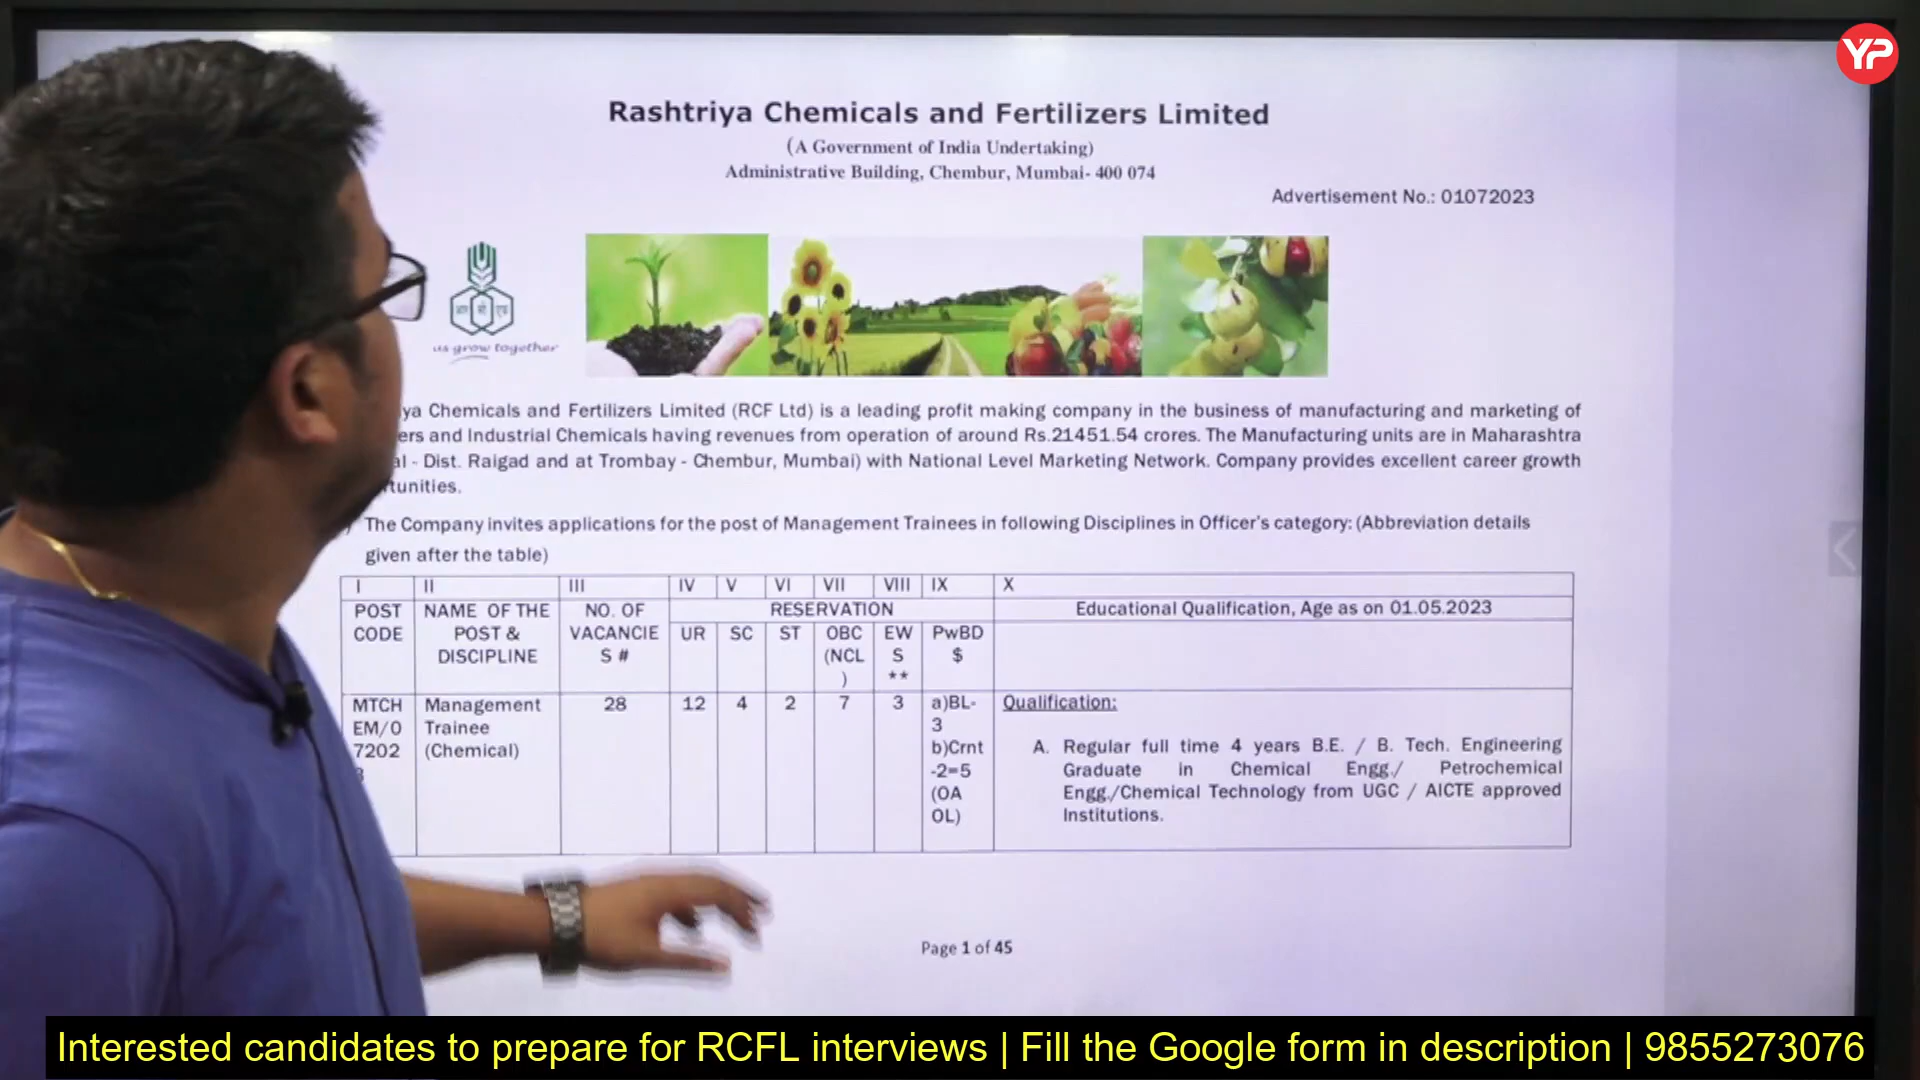 YP
Rashtriya Chemicals and Fertilizers Limited
(A Government of India Undertaking)
Administrative Building, Chembur, Mumbai- 400 074
Advertisement No.: 01072023
us grow together
ya Chemicals and Fertilizers Limited (RCF Ltd) is a leading profit making company in the business of manufacturing and marketing of
ers and Industrial Chemicals having revenues from operation of around Rs.21451.54 crores. The Manufacturing units are in Maharashtra
al - Dist. Raigad and at Trombay - Chembur, Mumbai) with National Level Marketing Network. Company provides excellent career growth
tunities.
The Company invites applications for the post of Management Trainees in following Disciplines in Officer's category: (Abbreviation details
given after the table)
I II III IV V VI VII VIII IX X
POST NAME OF THE NO. OF RESERVATION Educational Qualification, Age as on 01.05.2023
CODE POST & VACANCIE UR SC ST OBC EW PwBD
DISCIPLINE S # (NCL S $
) **
MTCH Management 28 12 4 2 7 3 a)BL- Qualification:
EM/0 Trainee 3
7202 (Chemical) b)Crnt A. Regular full time 4 years B.E. / B. Tech. Engineering
3 -2=5 Graduate in Chemical Engg./ Petrochemical
(OA Engg./Chemical Technology from UGC / AICTE approved
OL) Institutions.
Page 1 of 45
Interested candidates to prepare for RCFL interviews | Fill the Google form in description | 9855273076